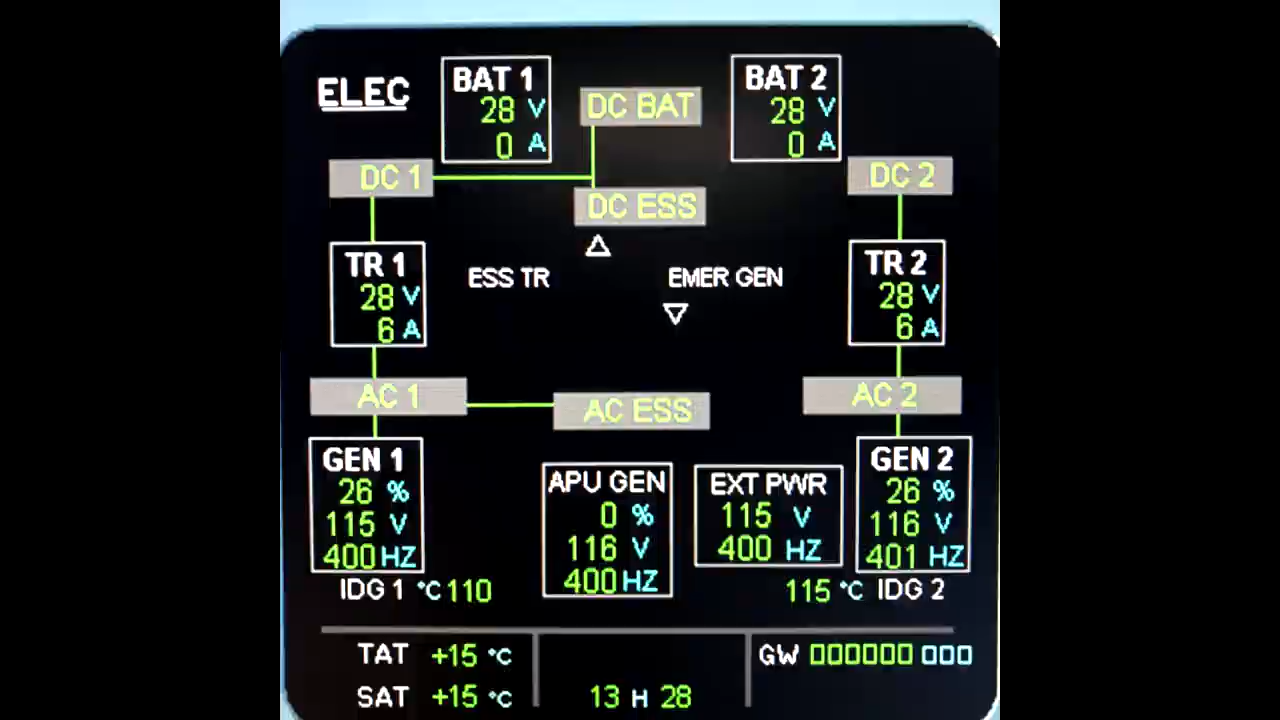 ELEC
BAT 1
28 V
0 A
DC BAT
BAT 2
28 V
0 A
DC 1
DC 2
DC ESS
TR 1
28 V
6 A
ESS TR
EMER GEN
TR 2
28 V
6 A
AC 1
AC ESS
AC 2
GEN 1
26 %
115 V
400 HZ
APU GEN
0 %
116 V
400 HZ
EXT PWR
115 V
400 HZ
GEN 2
26 %
116 V
401 HZ
IDG 1 °C 110
115 °C IDG 2
TAT +15 °C
SAT +15 °C
13 H 28
GW 000000 000